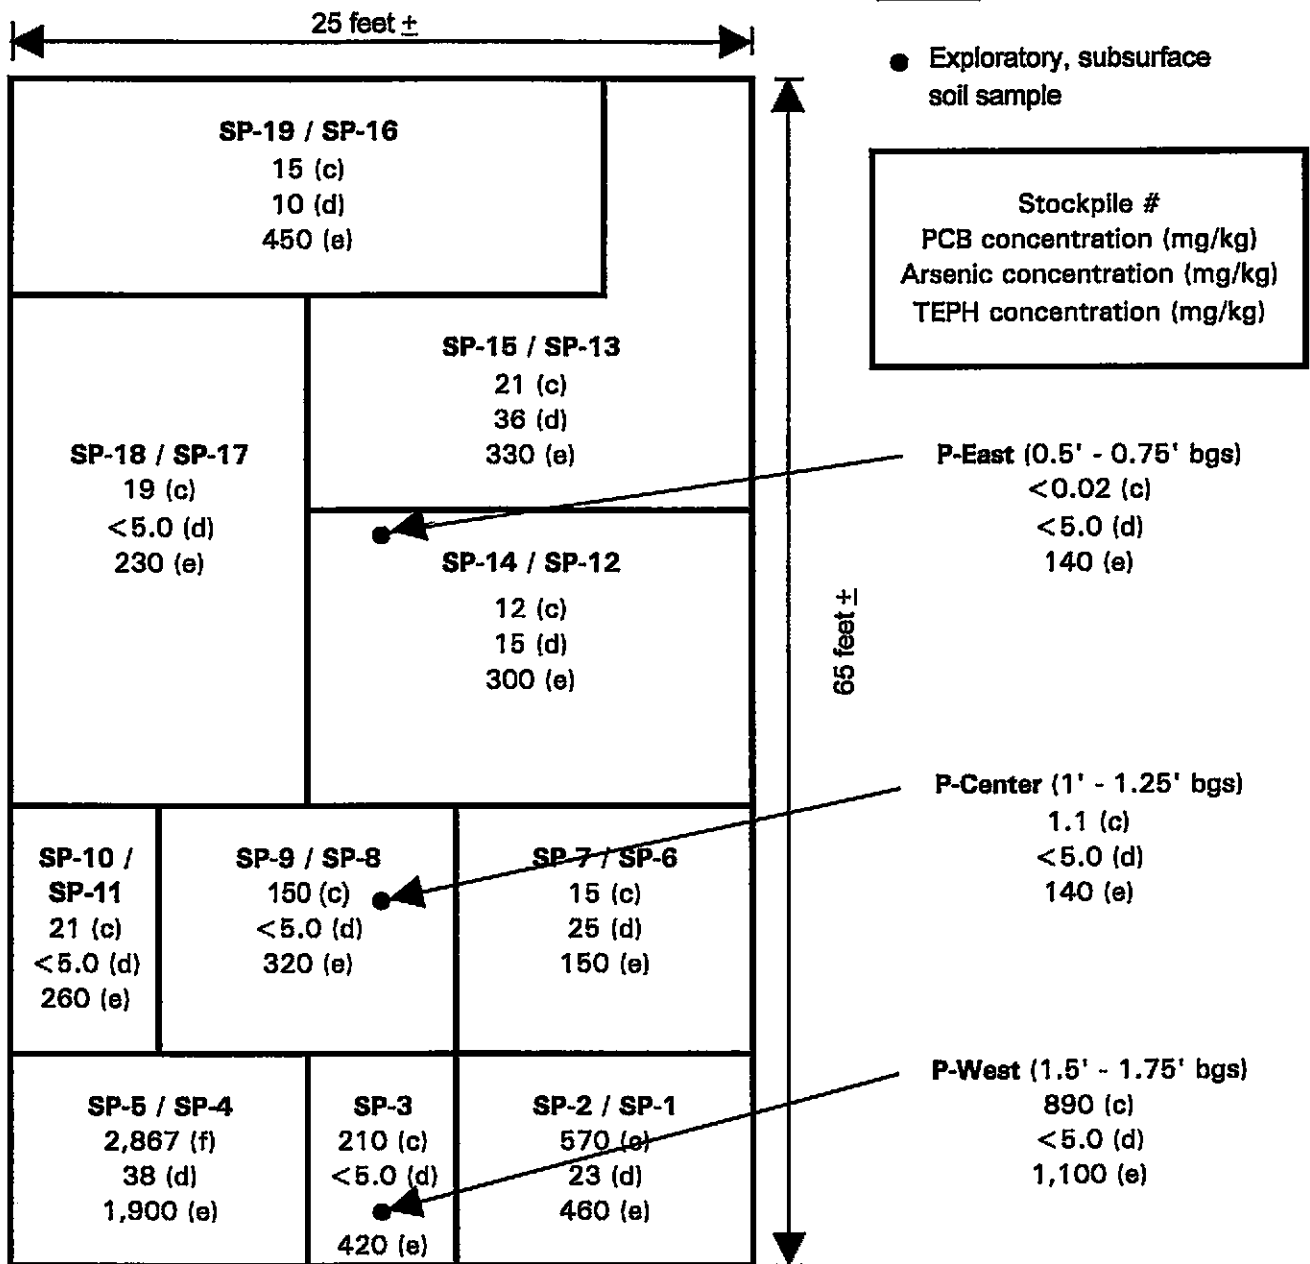 25 feet ±
● Exploratory, subsurface
soil sample
Stockpile #
PCB concentration (mg/kg)
Arsenic concentration (mg/kg)
TEPH concentration (mg/kg)
SP-19 / SP-16
15 (c)
10 (d)
450 (e)
SP-15 / SP-13
21 (c)
36 (d)
330 (e)
SP-18 / SP-17
19 (c)
<5.0 (d)
230 (e)
P-East (0.5' - 0.75' bgs)
<0.02 (c)
<5.0 (d)
140 (e)
SP-14 / SP-12
12 (c)
15 (d)
300 (e)
65 feet ±
P-Center (1' - 1.25' bgs)
1.1 (c)
<5.0 (d)
140 (e)
SP-10 /
SP-11
21 (c)
<5.0 (d)
260 (e)
SP-9 / SP-8
150 (c)
<5.0 (d)
320 (e)
SP-7 / SP-6
15 (c)
25 (d)
150 (e)
P-West (1.5' - 1.75' bgs)
890 (c)
<5.0 (d)
1,100 (e)
SP-5 / SP-4
2,867 (f)
38 (d)
1,900 (e)
SP-3
210 (c)
<5.0 (d)
420 (e)
SP-2 / SP-1
570 (c)
23 (d)
460 (e)